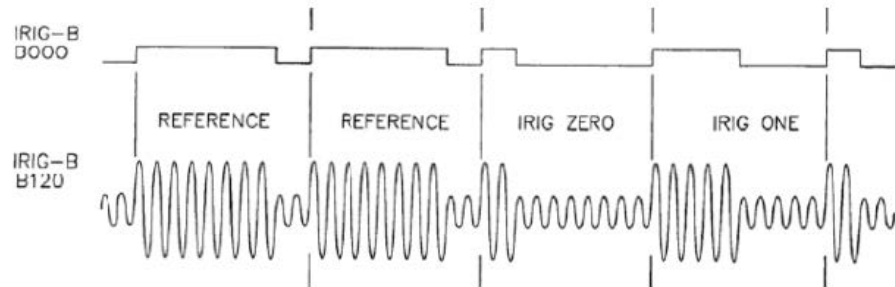 IRIG-B
B000
REFERENCE REFERENCE IRIG ZERO IRIG ONE
IRIG-B
B120